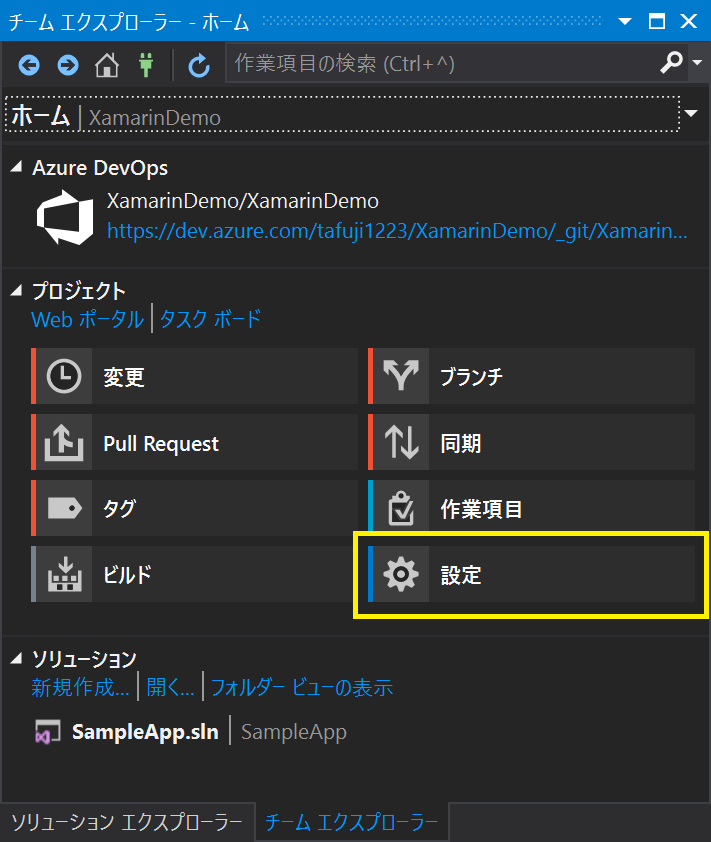 チーム エクスプローラー - ホーム
作業項目の検索 (Ctrl+^)
ホーム | XamarinDemo
Azure DevOps
XamarinDemo/XamarinDemo
https://dev.azure.com/tafuji1223/XamarinDemo/_git/Xamarin...
プロジェクト
Web ポータル | タスク ボード
変更
ブランチ
Pull Request
同期
タグ
作業項目
ビルド
設定
ソリューション
新規作成... | 開く... | フォルダー ビューの表示
SampleApp.sln | SampleApp
ソリューション エクスプローラー
チーム エクスプローラー